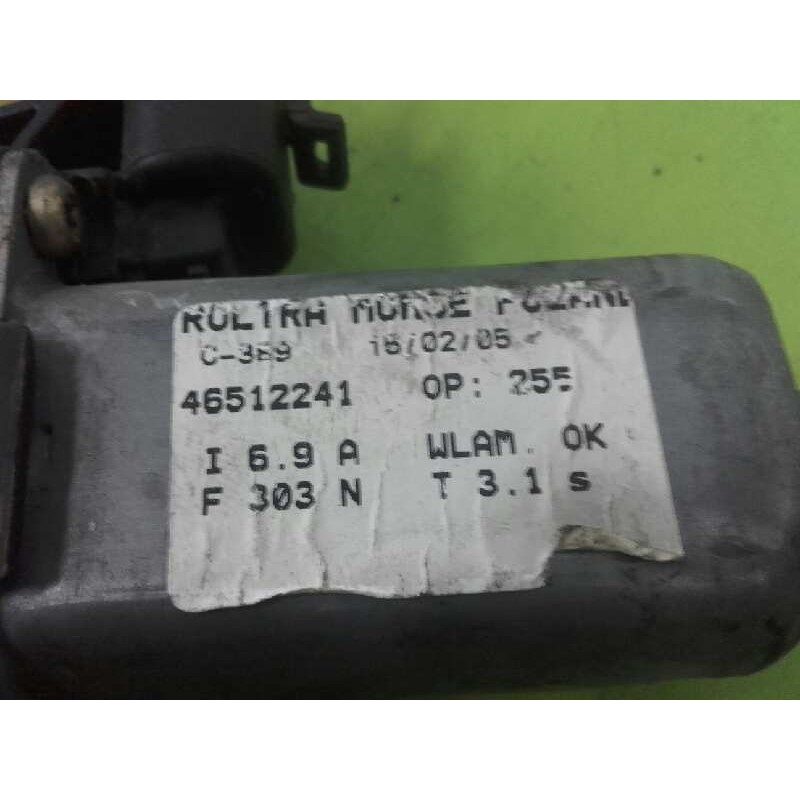 ROLTRA MORSE POLAND
C-389 16/02/05
46512241 OP: 255
I 6.9 A WLAM. OK
F 303 N T 3.1 s